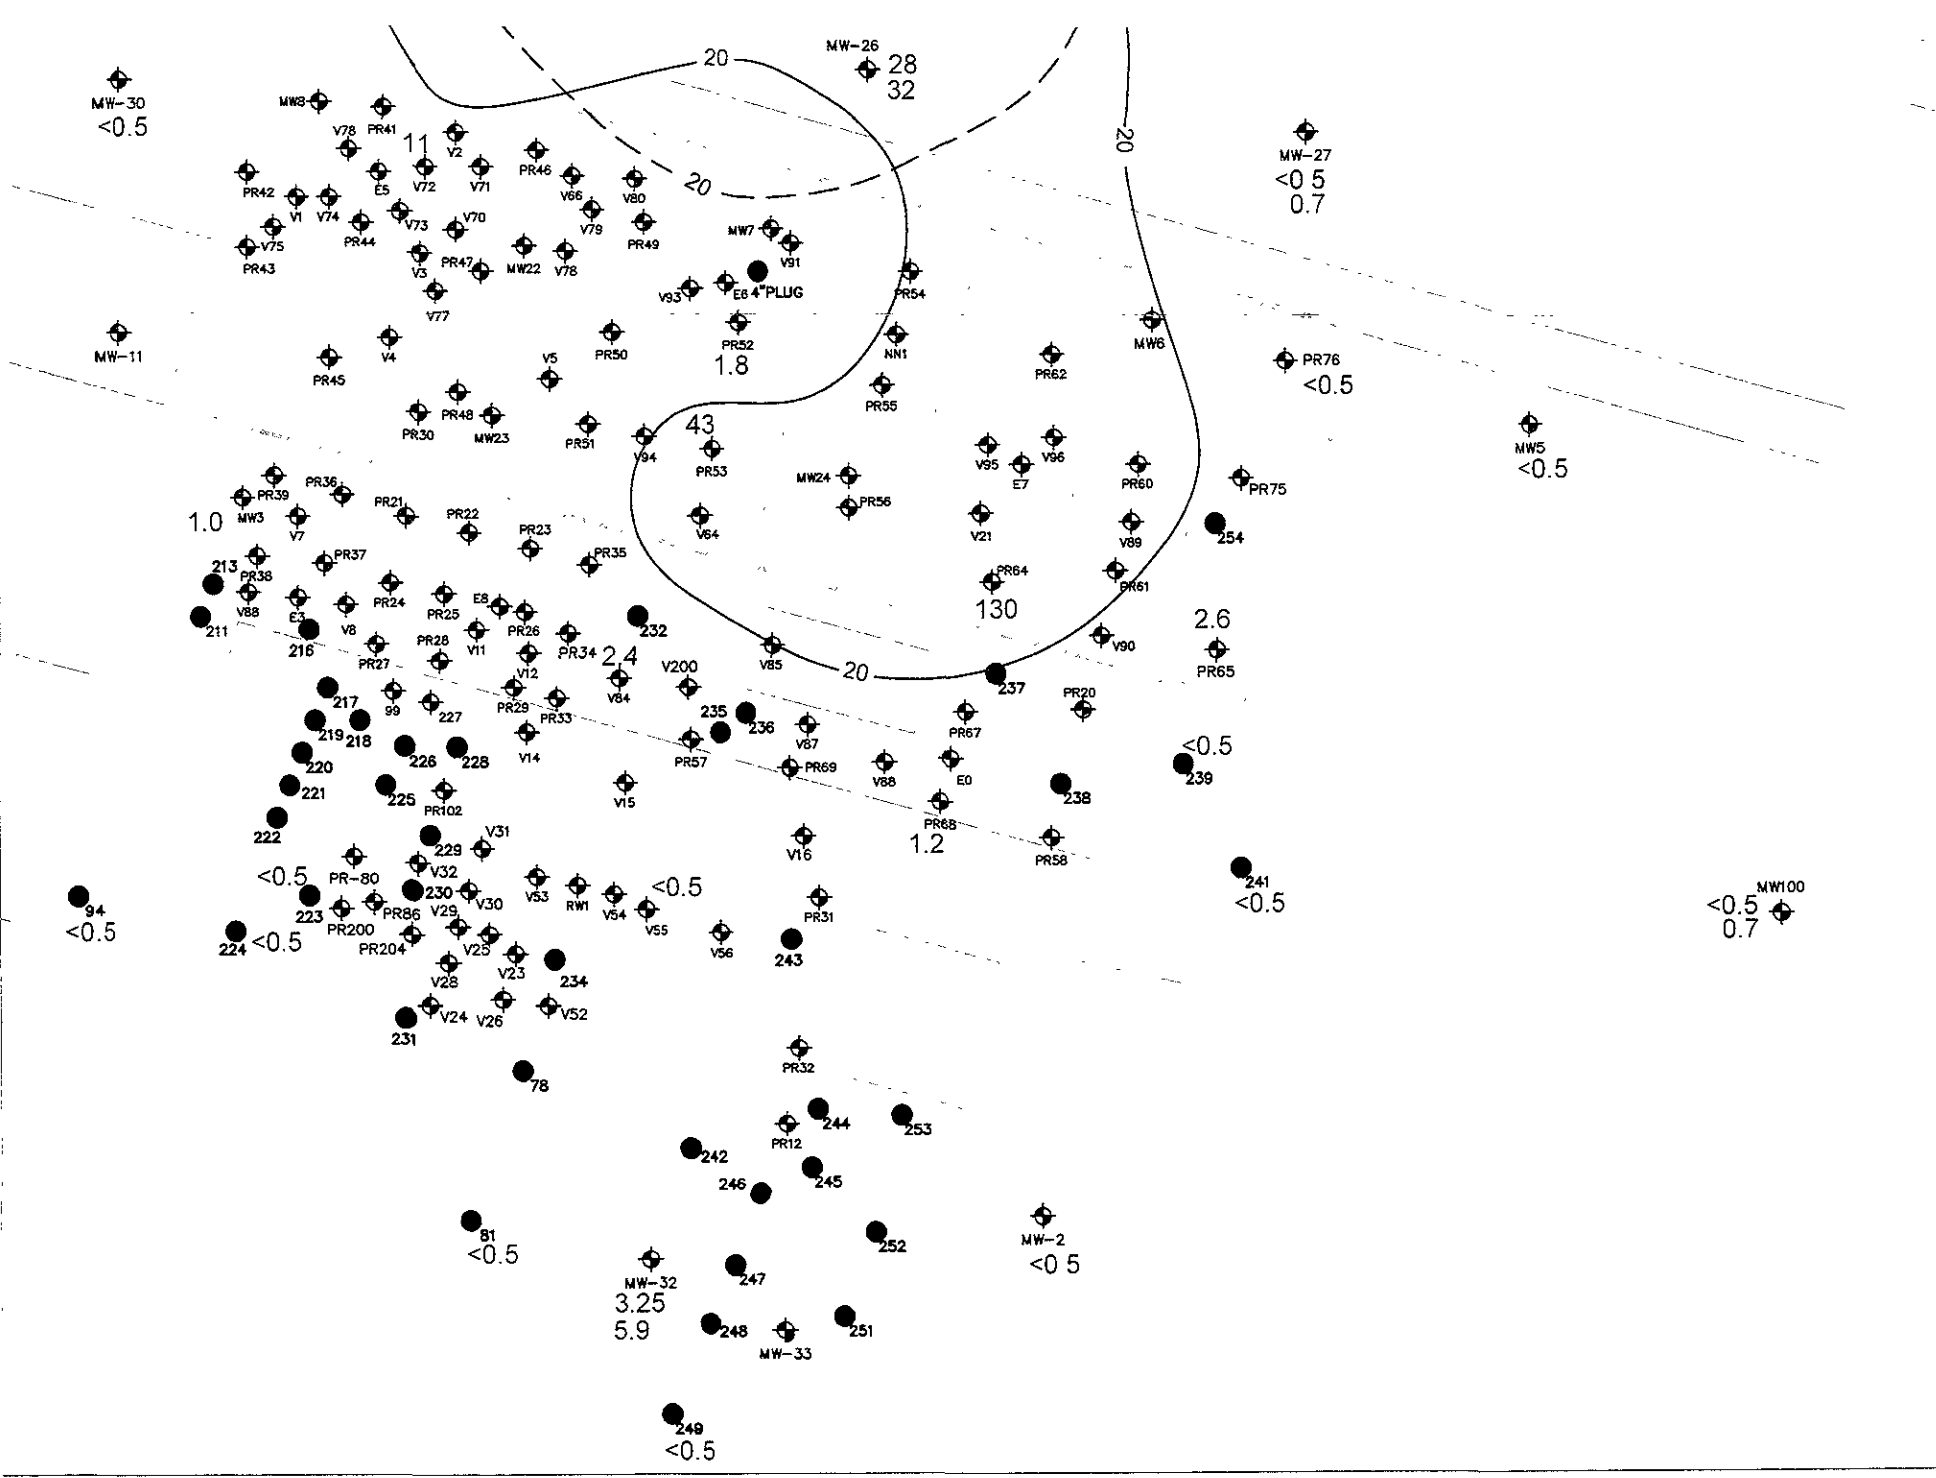 20
MW-26
28
32
MW-30
<0.5
MW8
PR41
V78
11
V2
20
MW-27
<0 5
0.7
PR42
E5
V72
V71
PR46
V66
V80
20
V1
V74
V75
PR44
V73
V70
V79
PR49
MW7
V91
PR43
V3
PR47
MW22
V78
V93
E6
4"PLUG
PR54
V77
MW-11
V4
PR45
V5
PR50
PR52
1.8
NN1
MW6
PR62
PR76
<0.5
PR55
PR48
PR30
MW23
PR51
V94
43
PR53
V95
V96
E7
PR60
MW5
<0.5
MW24
PR75
PR39
PR36
MW3
1.0
V7
PR21
PR22
PR23
PR56
V64
V21
V89
254
PR35
PR37
PR38
213
V88
E3
V8
PR24
PR25
E8
PR26
PR64
130
PR61
211
216
PR27
PR28
V11
V12
PR34
232
2.4
V84
V200
V85
20
V90
2.6
PR65
237
217
99
227
PR29
PR33
235
236
V87
PR67
PR20
219
218
226
228
V14
PR57
PR69
V88
E0
<0.5
239
220
221
225
PR102
V15
238
222
229
V31
V16
PR68
1.2
PR58
PR-80
V32
<0.5
223
230
V30
V53
RW1
V54
<0.5
V55
PR31
241
<0.5
MW100
<0.5
0.7
94
<0.5
224
<0.5
PR200
PR86
PR204
V29
V25
V56
243
V28
V23
234
V24
V26
V52
231
78
PR32
244
253
PR12
242
245
246
81
<0.5
252
MW-2
<0 5
MW-32
3.25
5.9
247
248
251
MW-33
249
<0.5